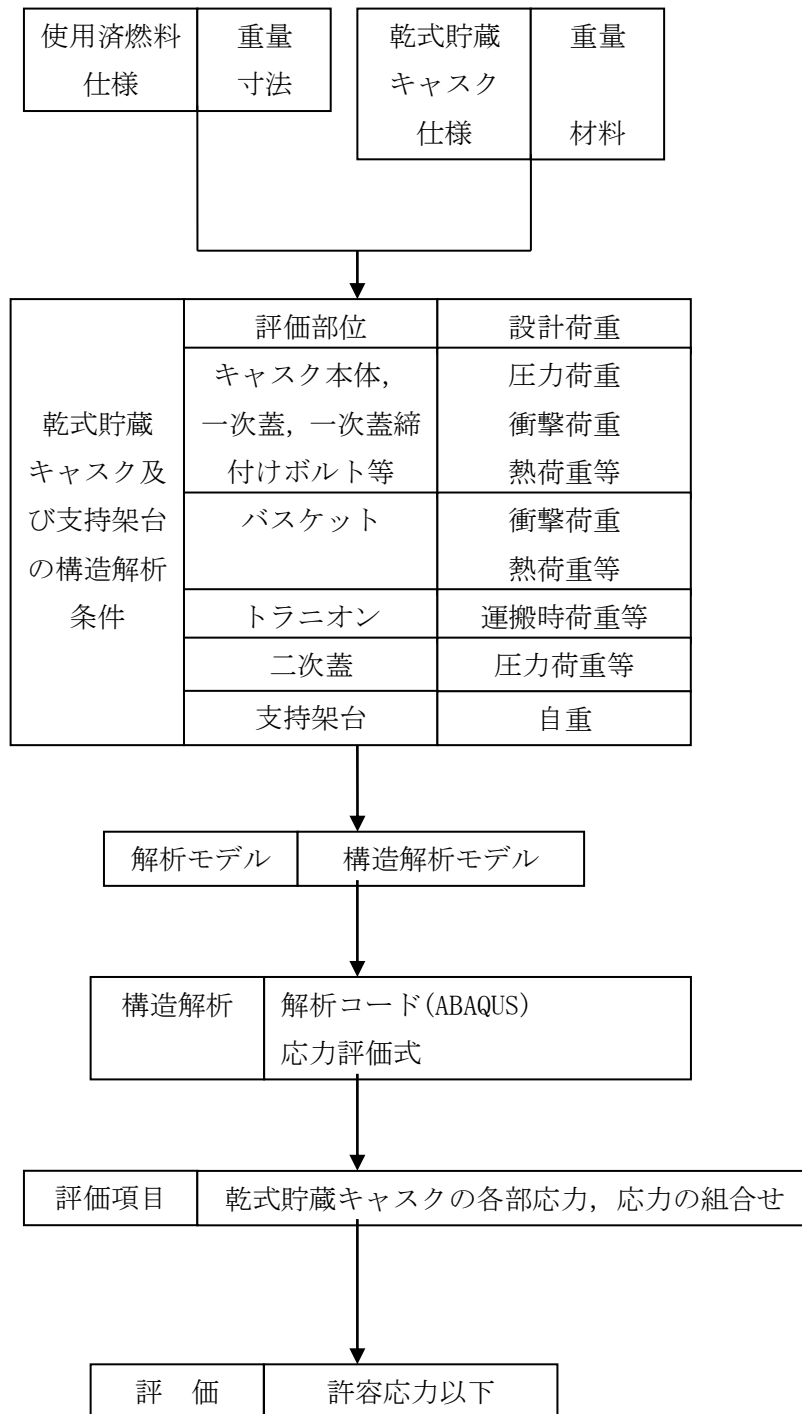 使用済燃料
仕様
重量
寸法
乾式貯蔵
キャスク
仕様
重量
材料
乾式貯蔵
キャスク及
び支持架台
の構造解析
条件
評価部位
設計荷重
キャスク本体,
一次蓋, 一次蓋締
付けボルト等
圧力荷重
衝撃荷重
熱荷重等
バスケット
衝撃荷重
熱荷重等
トラニオン
運搬時荷重等
二次蓋
圧力荷重等
支持架台
自重
解析モデル
構造解析モデル
構造解析
解析コード(ABAQUS)
応力評価式
評価項目
乾式貯蔵キャスクの各部応力, 応力の組合せ
評　価
許容応力以下